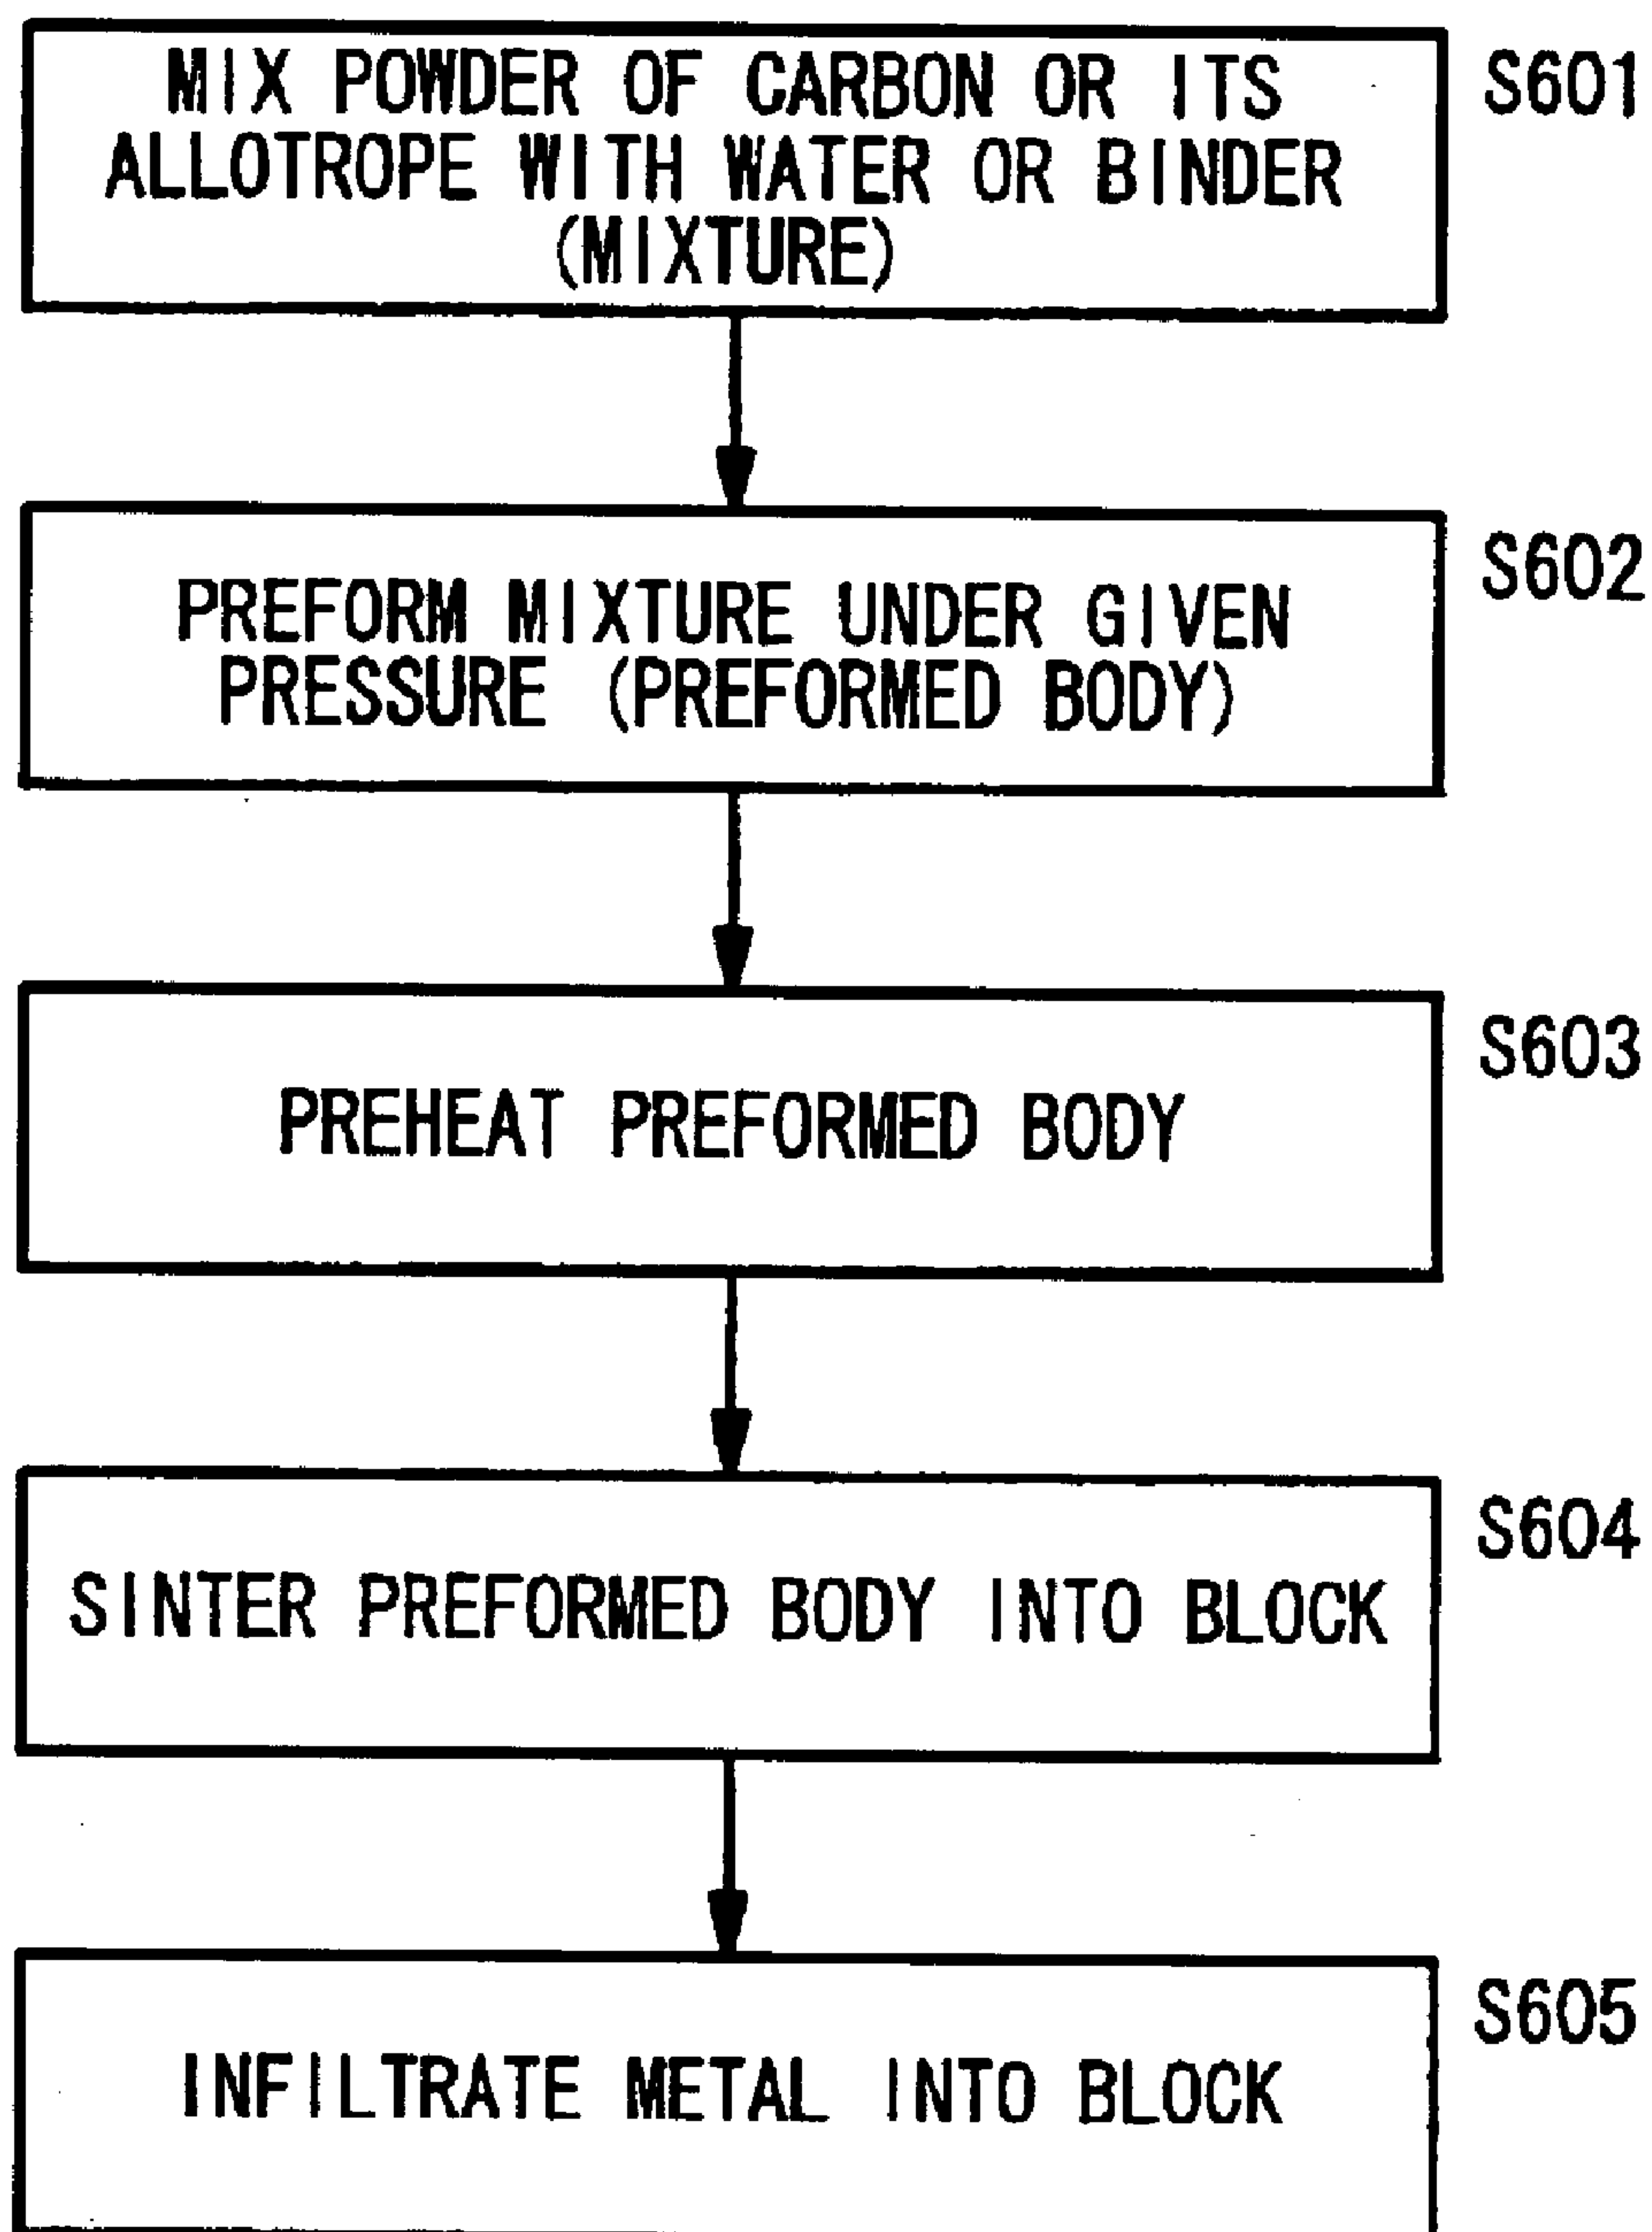 MIX POWDER OF CARBON OR ITS
ALLOTROPE WITH WATER OR BINDER
(MIXTURE)
S601
PREFORM MIXTURE UNDER GIVEN
PRESSURE (PREFORMED BODY)
S602
PREHEAT PREFORMED BODY
S603
SINTER PREFORMED BODY INTO BLOCK
S604
INFILTRATE METAL INTO BLOCK
S605